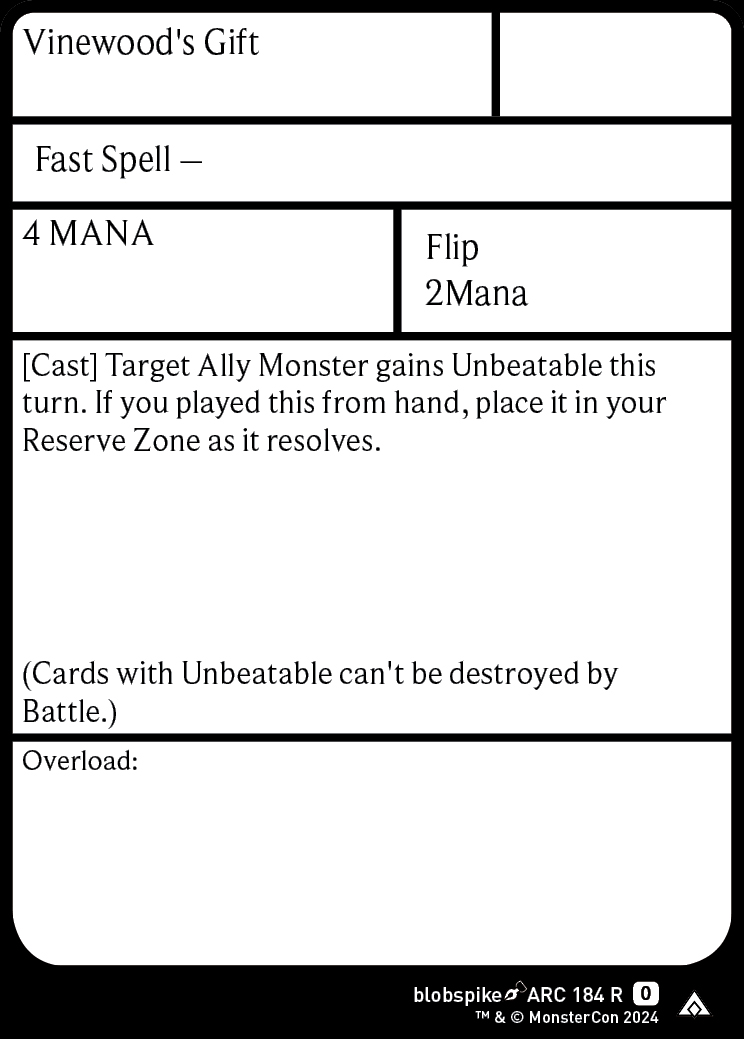 Vinewood's Gift
Fast Spell —
4 MANA
Flip
2Mana
[Cast] Target Ally Monster gains Unbeatable this
turn. If you played this from hand, place it in your
Reserve Zone as it resolves.
(Cards with Unbeatable can't be destroyed by
Battle.)
Overload:
blobspike ARC 184 R 0
™ & © MonsterCon 2024